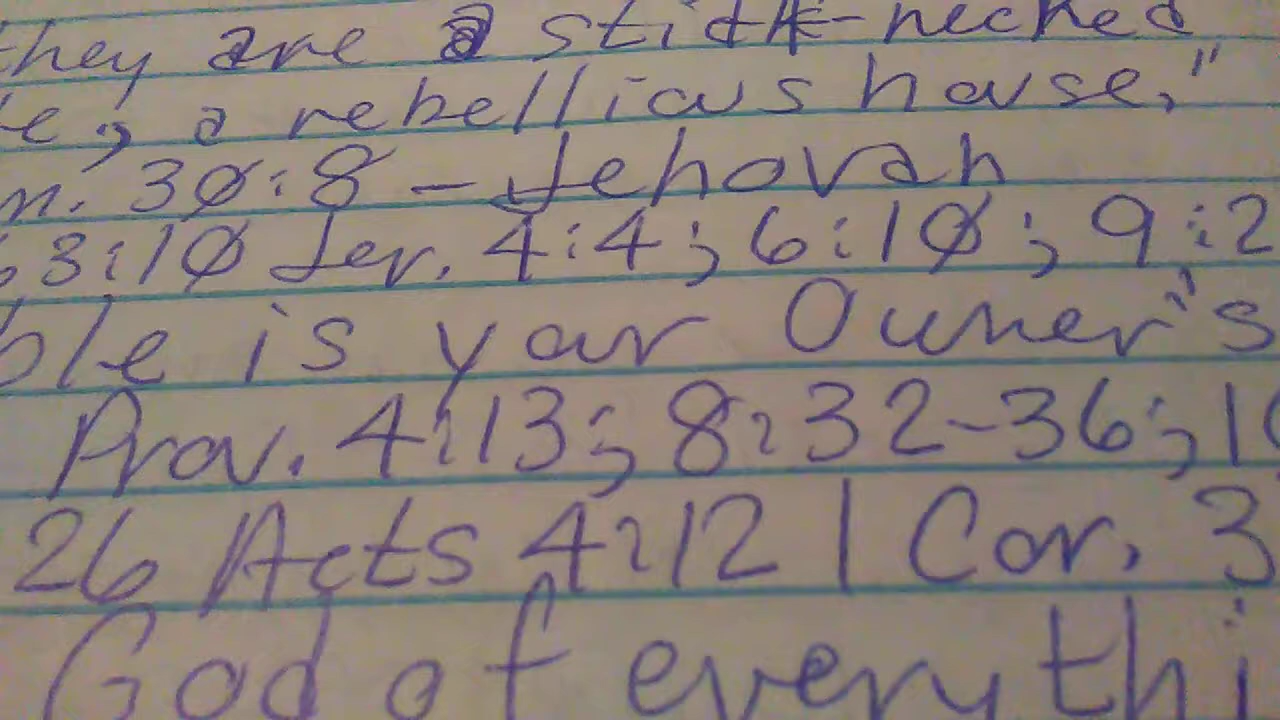 they are a stiff-necked
le, a rebellious house."
n. 30:8 - Jehovah
3:10 Jer. 4:4; 6:10; 9:2
ble is your Owner"s
Prov. 4:13; 8:32-36; 1
26 Acts 4:12 1 Cor. 3
God of everythi